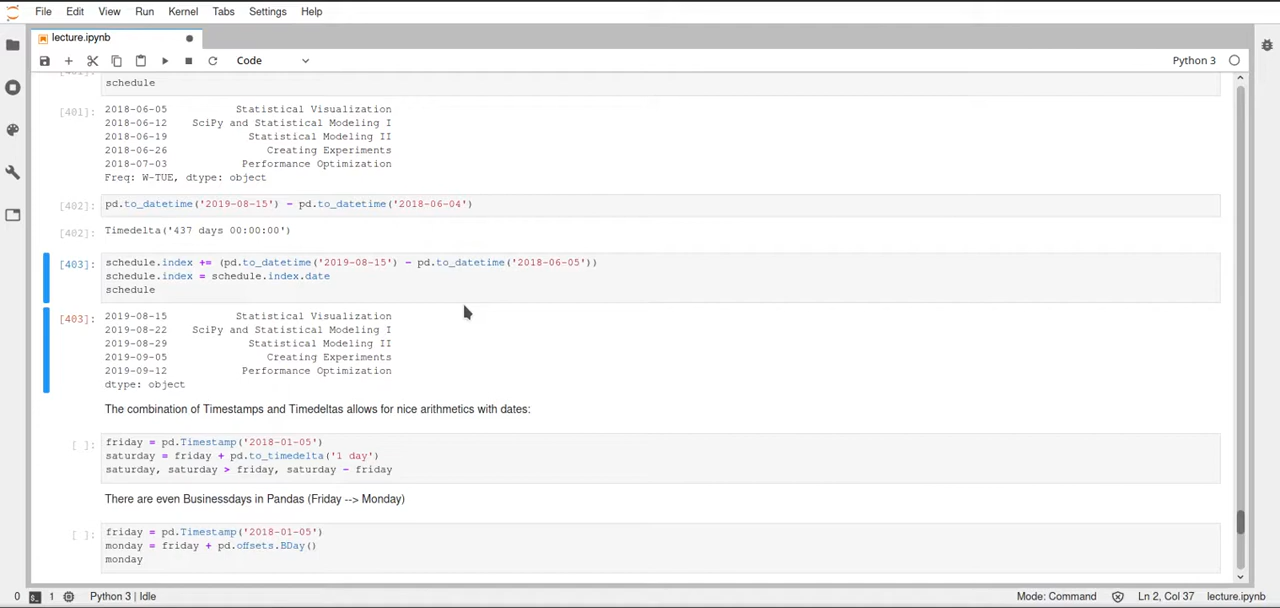 File Edit View Run Kernel Tabs Settings Help
lecture.ipynb
Code
Python 3
schedule
[401]:
2018-06-05 Statistical Visualization
2018-06-12 SciPy and Statistical Modeling I
2018-06-19 Statistical Modeling II
2018-06-26 Creating Experiments
2018-07-03 Performance Optimization
Freq: W-TUE, dtype: object
[402]: pd.to_datetime('2019-08-15') - pd.to_datetime('2018-06-04')
[402]: Timedelta('437 days 00:00:00')
[403]: schedule.index += (pd.to_datetime('2019-08-15') - pd.to_datetime('2018-06-05'))
schedule.index = schedule.index.date
schedule
[403]: 2019-08-15 Statistical Visualization
2019-08-22 SciPy and Statistical Modeling I
2019-08-29 Statistical Modeling II
2019-09-05 Creating Experiments
2019-09-12 Performance Optimization
dtype: object
The combination of Timestamps and Timedeltas allows for nice arithmetics with dates:
[ ]: friday = pd.Timestamp('2018-01-05')
saturday = friday + pd.to_timedelta('1 day')
saturday, saturday > friday, saturday - friday
There are even Businessdays in Pandas (Friday --> Monday)
[ ]: friday = pd.Timestamp('2018-01-05')
monday = friday + pd.offsets.BDay()
monday
0 1 Python 3 | Idle Mode: Command Ln 2, Col 37 lecture.ipynb